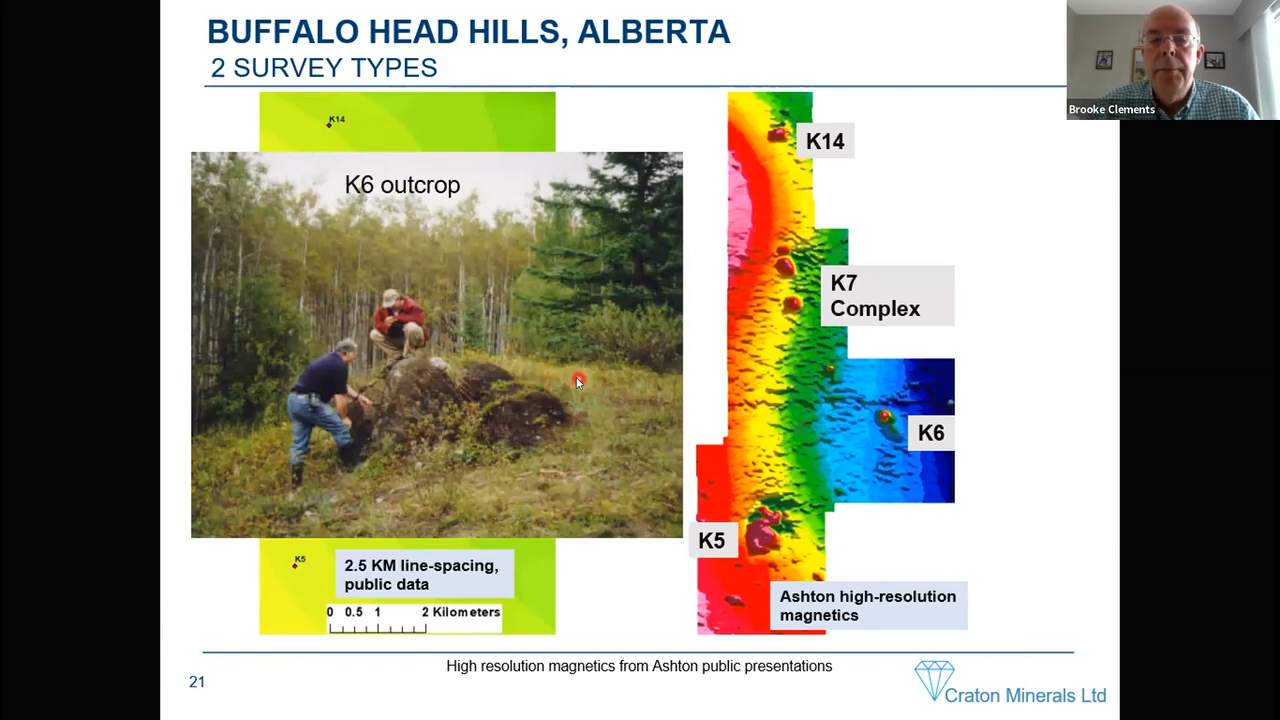 BUFFALO HEAD HILLS, ALBERTA
2 SURVEY TYPES
Brooke Clements
K14
K6 outcrop
K14
K7
Complex
K6
K5
K5
2.5 KM line-spacing,
public data
0 0.5 1 2 Kilometers
Ashton high-resolution
magnetics
High resolution magnetics from Ashton public presentations
21
Craton Minerals Ltd